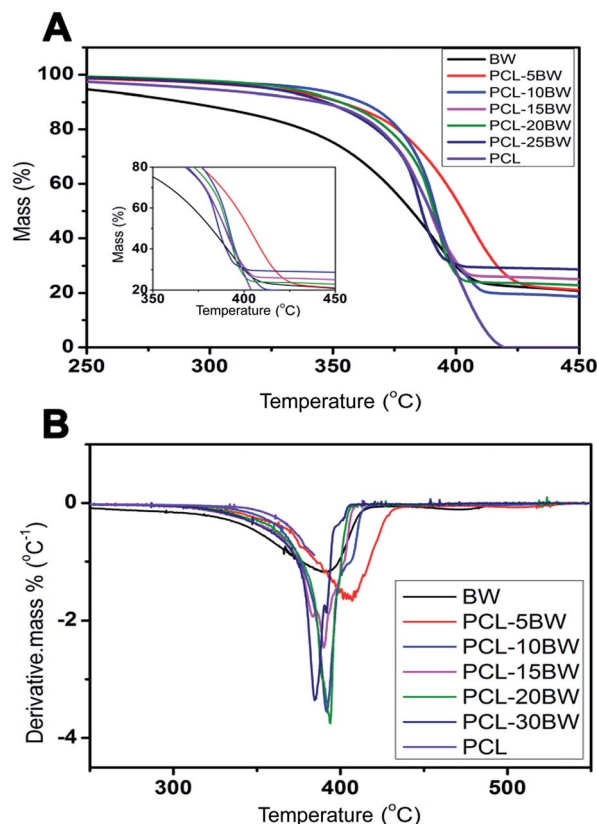 A
Mass (%)
100
80
60
40
20
0
BW
PCL-5BW
PCL-10BW
PCL-15BW
PCL-20BW
PCL-25BW
PCL
Mass (%)
80
60
40
20
350 400 450
Temperature (°C)
250 300 350 400 450
Temperature (°C)
B
Derivative.mass % (°C-1)
0
-2
-4
BW
PCL-5BW
PCL-10BW
PCL-15BW
PCL-20BW
PCL-30BW
PCL
300 400 500
Temperature (°C)